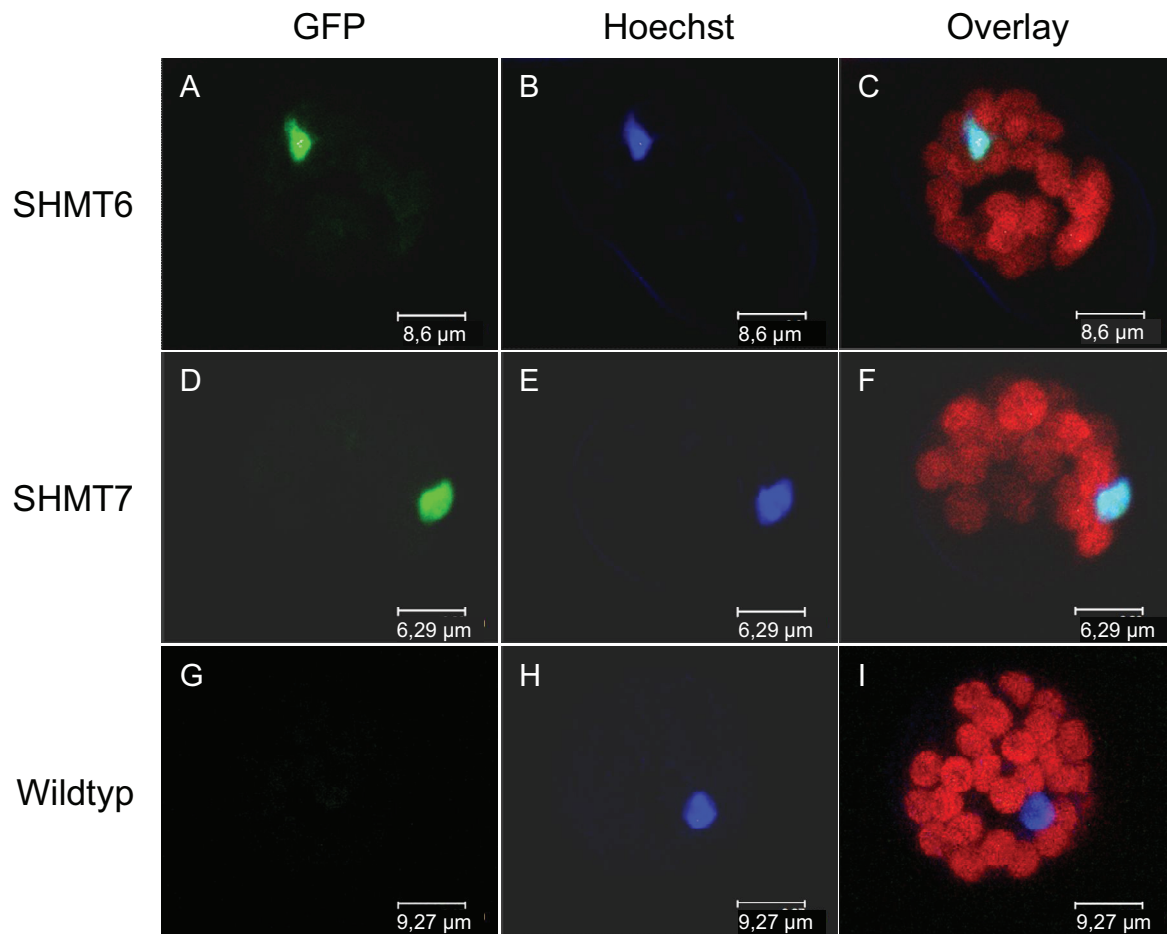 GFP Hoechst Overlay
SHMT6
A B C
8,6 µm 8,6 µm 8,6 µm
SHMT7
D E F
6,29 µm 6,29 µm 6,29 µm
Wildtyp
G H I
9,27 µm 9,27 µm 9,27 µm